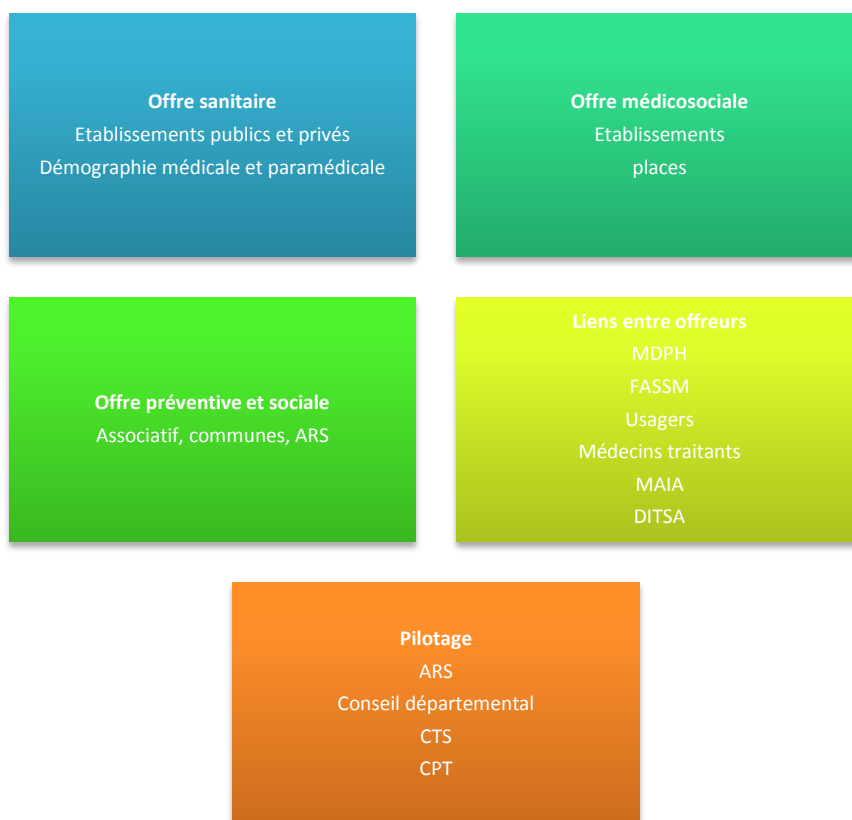 Offre sanitaire
Etablissements publics et privés
Démographie médicale et paramédicale
Offre médicosociale
Etablissements
places
Offre préventive et sociale
Associatif, communes, ARS
Liens entre offreurs
MDPH
FASSM
Usagers
Médecins traitants
MAIA
DITSA
Pilotage
ARS
Conseil départemental
CTS
CPT